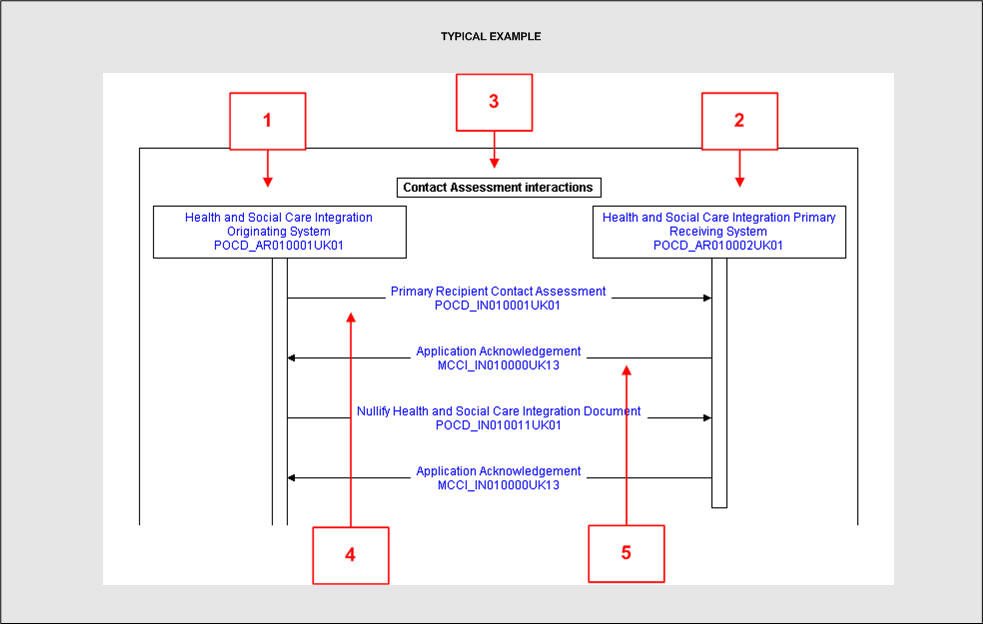 TYPICAL EXAMPLE
1
3
2
Contact Assessment interactions
Health and Social Care Integration
Originating System
POCD_AR010001UK01
Health and Social Care Integration Primary
Receiving System
POCD_AR010002UK01
Primary Recipient Contact Assessment
POCD_IN010001UK01
Application Acknowledgement
MCCI_IN010000UK13
Nullify Health and Social Care Integration Document
POCD_IN010011UK01
Application Acknowledgement
MCCI_IN010000UK13
4
5